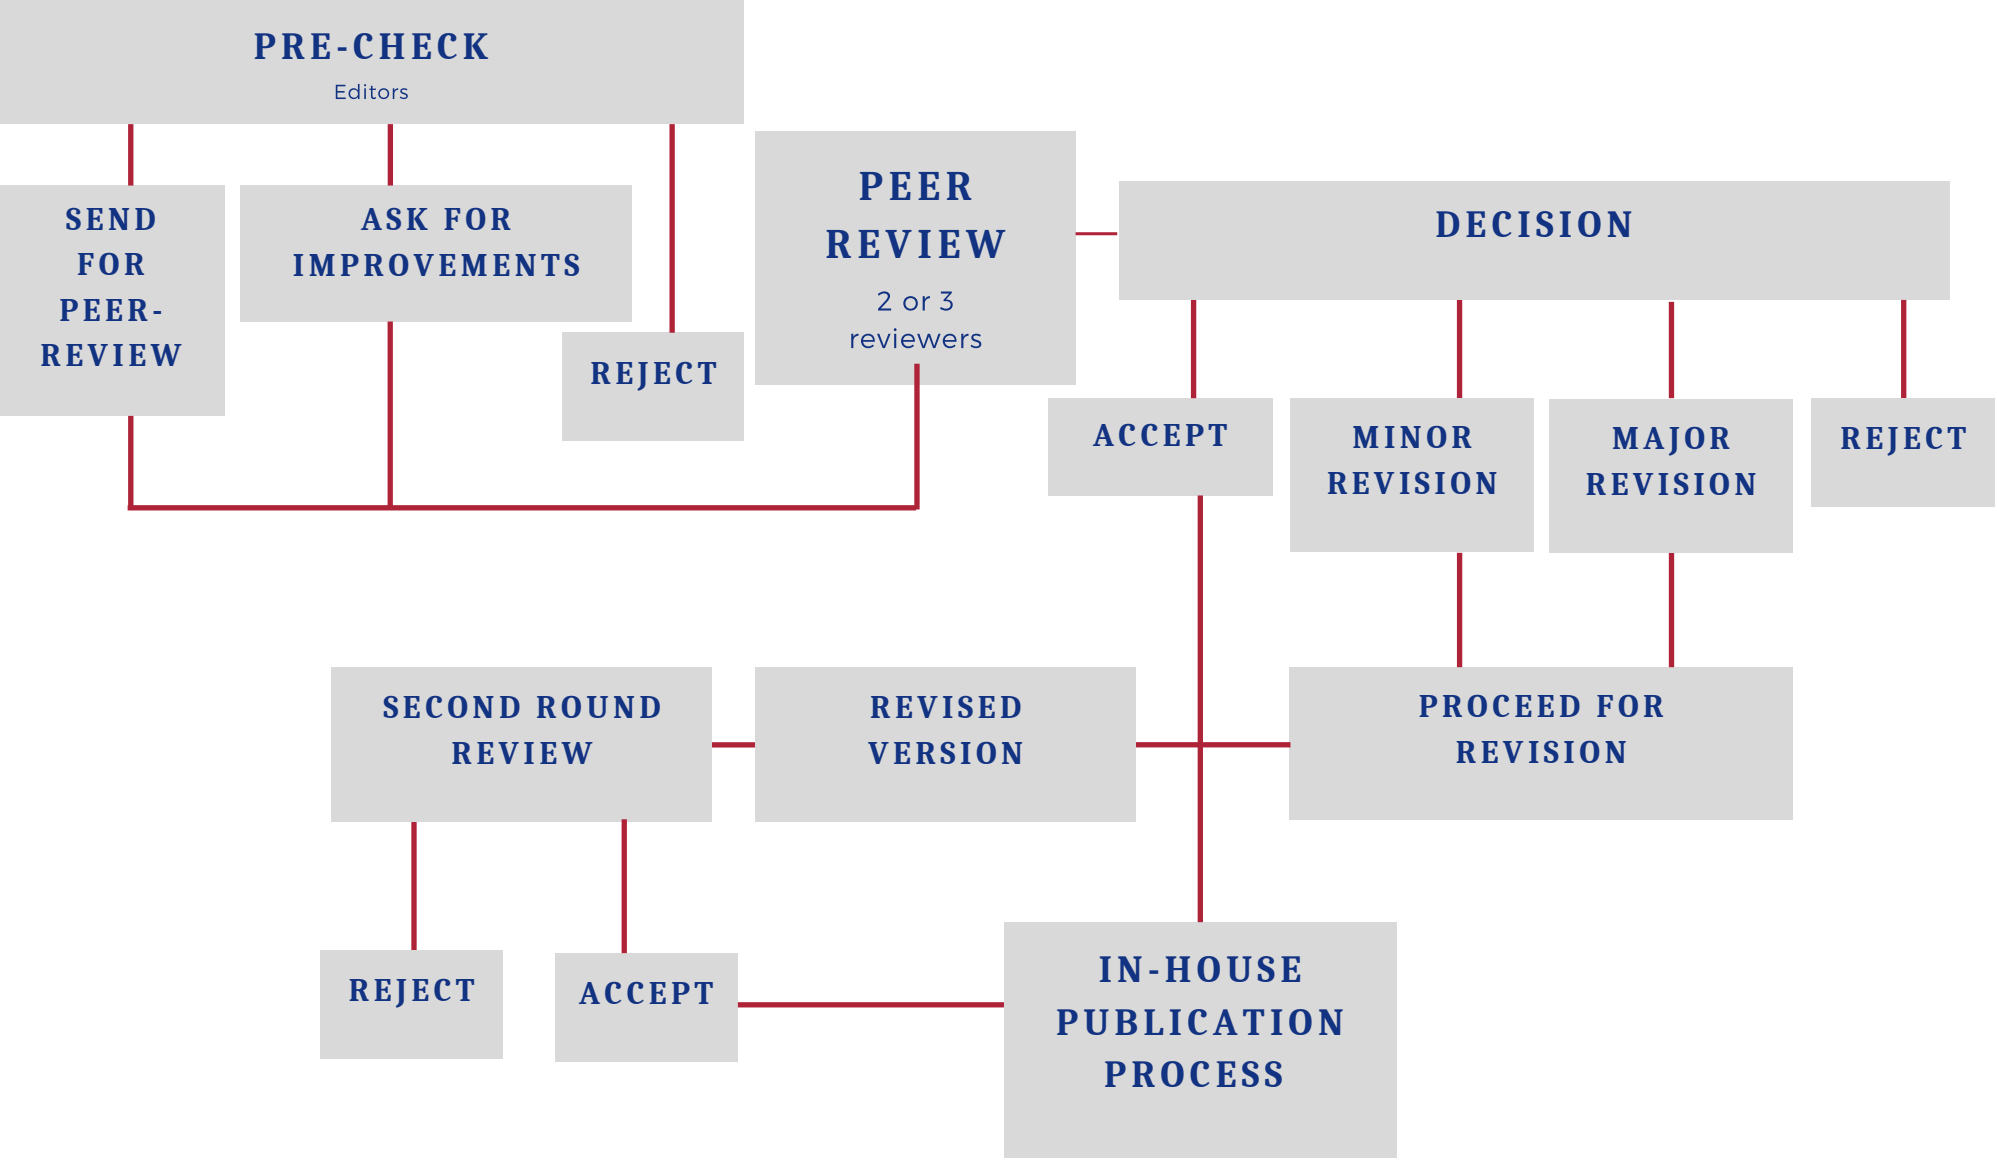 PRE-CHECK
Editors
SEND
FOR
PEER-
REVIEW
ASK FOR
IMPROVEMENTS
REJECT
PEER
REVIEW
2 or 3
reviewers
DECISION
ACCEPT
MINOR
REVISION
MAJOR
REVISION
REJECT
SECOND ROUND
REVIEW
REVISED
VERSION
PROCEED FOR
REVISION
REJECT
ACCEPT
IN-HOUSE
PUBLICATION
PROCESS